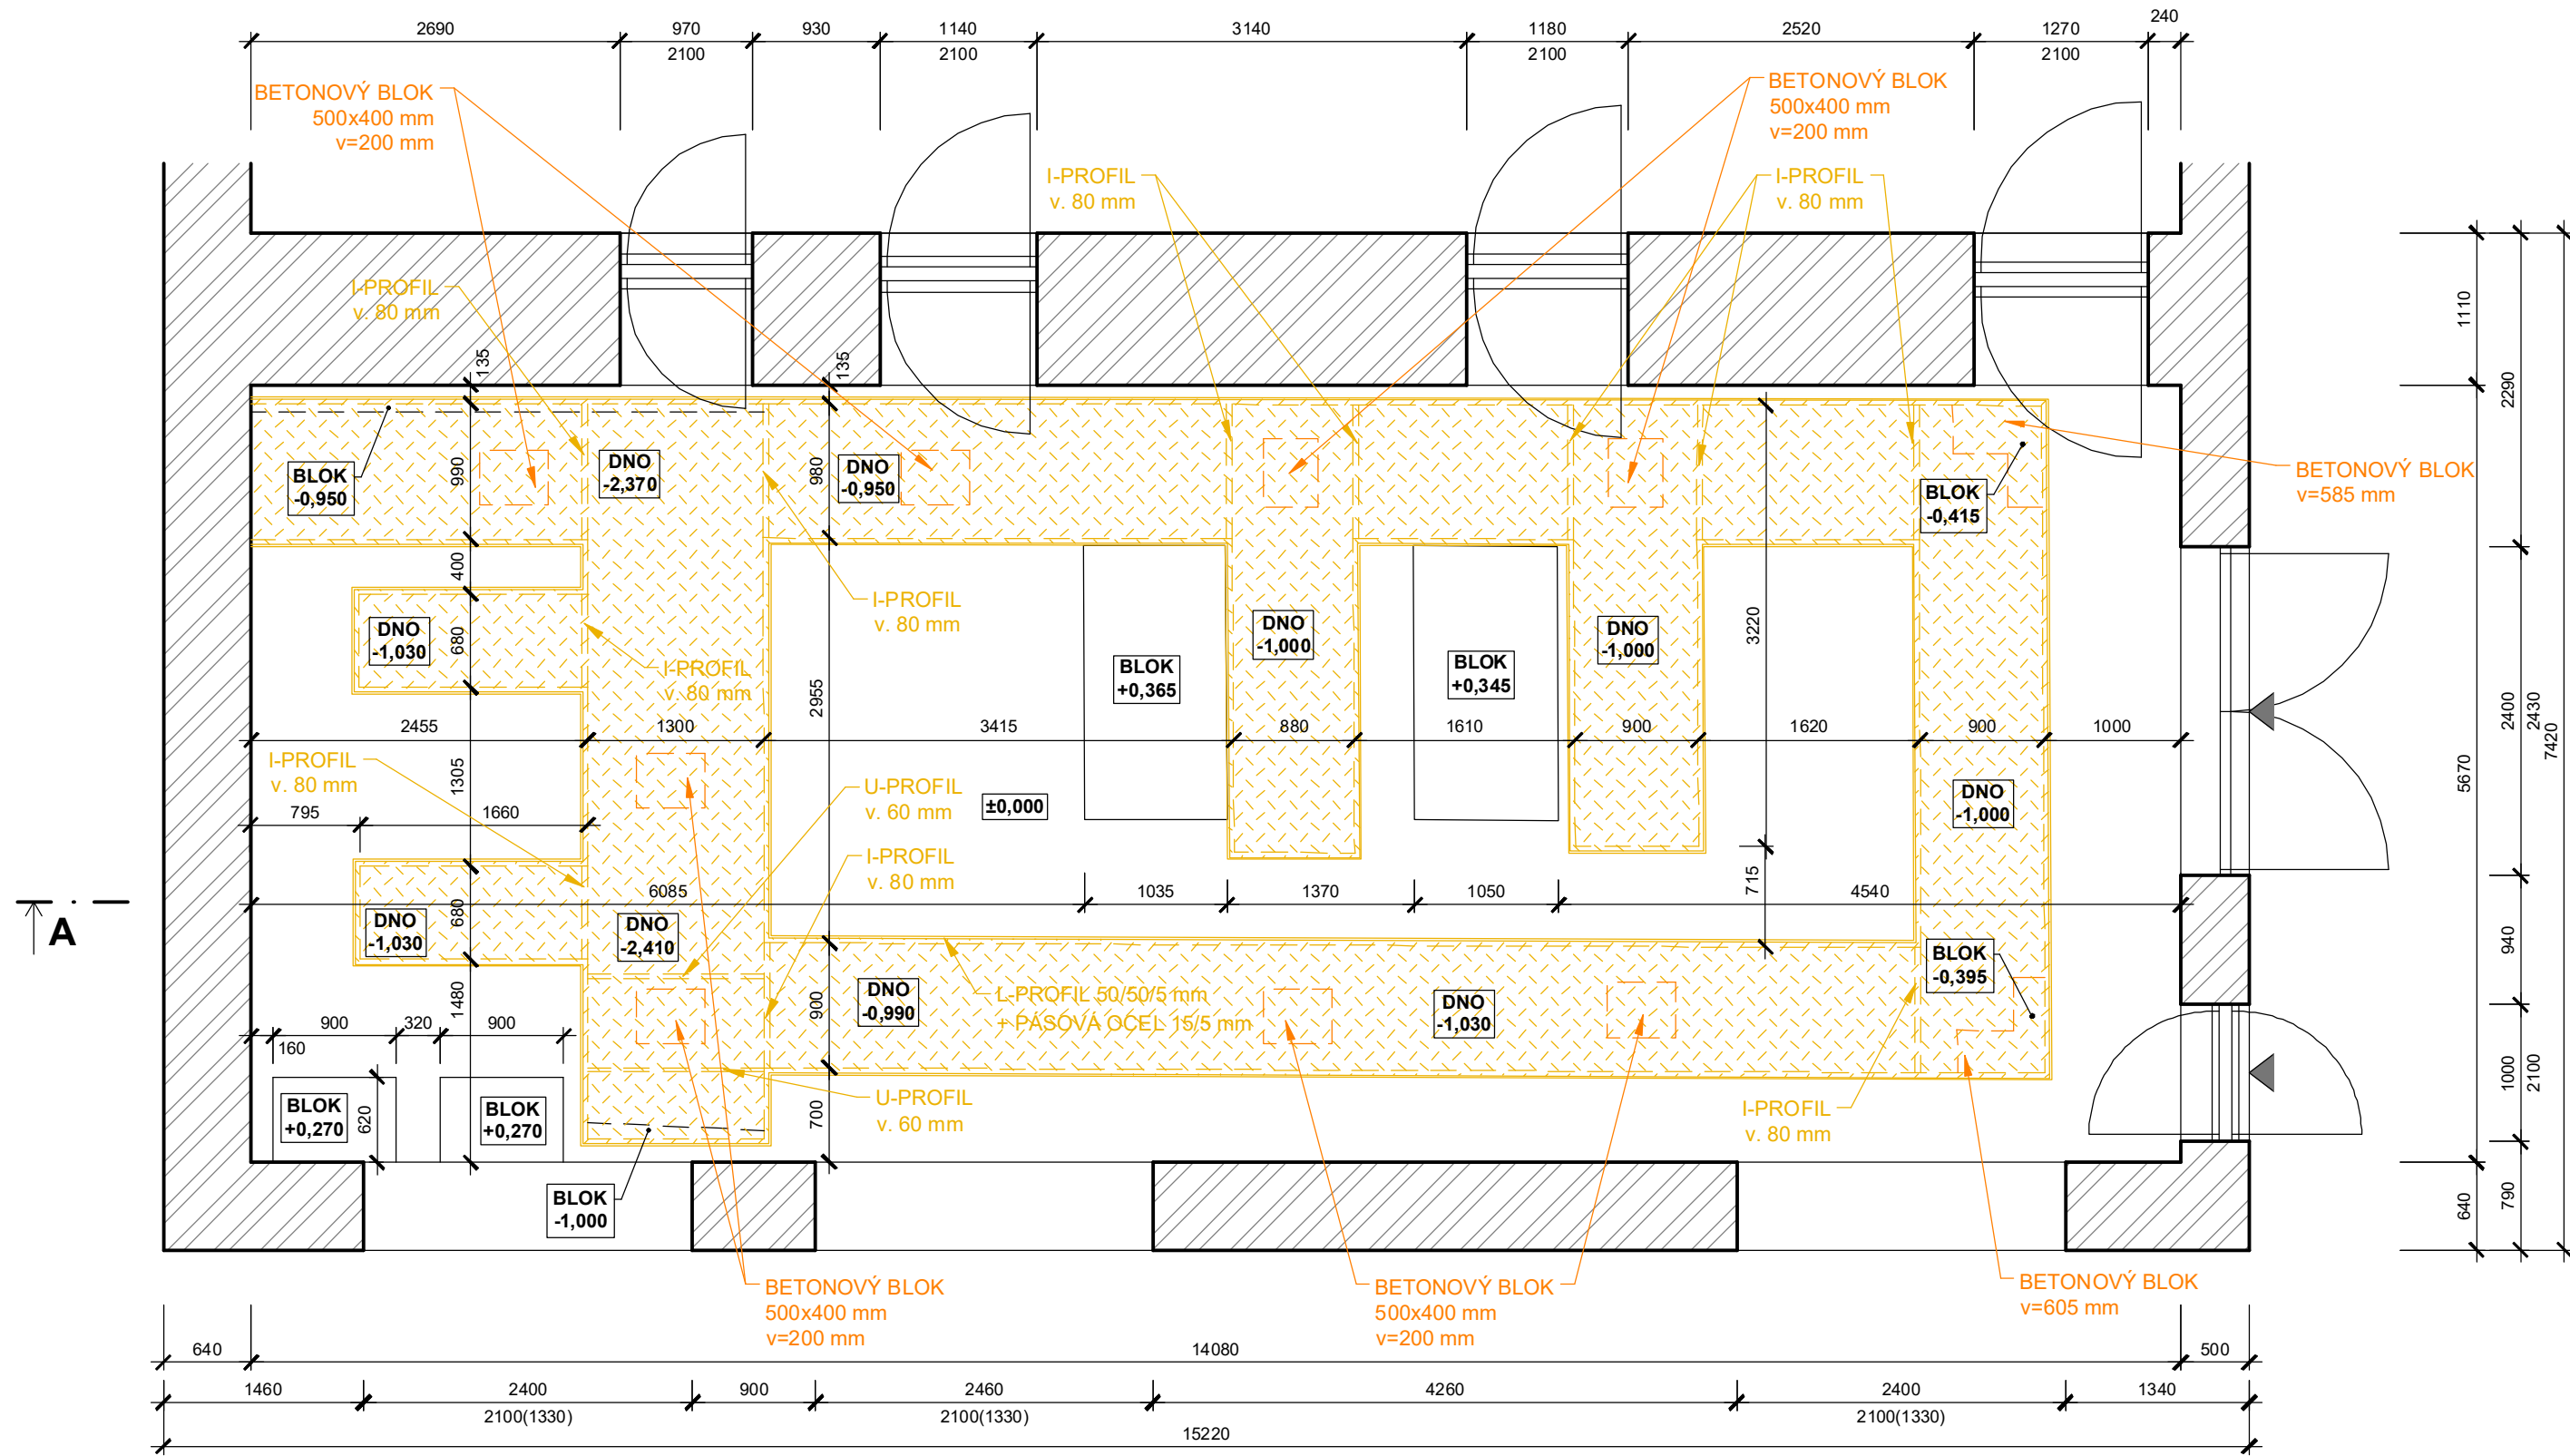 2690 970 930 1140 3140 1180 2520 1270 240
2100 2100 2100 2100
BETONOVÝ BLOK
500x400 mm
v=200 mm
BETONOVÝ BLOK
500x400 mm
v=200 mm
I-PROFIL
v. 80 mm
I-PROFIL
v. 80 mm
I-PROFIL
v. 80 mm
135
135
1110
2290
BETONOVÝ BLOK
v=585 mm
BLOK
-0,950
990
DNO
-2,370
980
DNO
-0,950
BLOK
-0,415
400
I-PROFIL
v. 80 mm
DNO
-1,030
680
I-PROFIL
v. 80 mm
2955
BLOK
+0,365
DNO
-1,000
BLOK
+0,345
DNO
-1,000
3220
2455 1300 3415 880 1610 900 1620 900 1000
2400
2430
7420
5670
I-PROFIL
v. 80 mm
1305
U-PROFIL
v. 60 mm
±0,000
DNO
-1,000
795 1660
I-PROFIL
v. 80 mm
715
6085 1035 1370 1050 4540
A
DNO
-1,030
680
DNO
-2,410
BLOK
-0,395
940
1480
DNO
-0,990
900
L-PROFIL 50/50/5 mm
+ PÁSOVÁ OCEL 15/5 mm
DNO
-1,030
900 320 900
160
BLOK
+0,270
620
BLOK
+0,270
U-PROFIL
v. 60 mm
700
I-PROFIL
v. 80 mm
1000
2100
BLOK
-1,000
640
790
BETONOVÝ BLOK
500x400 mm
v=200 mm
BETONOVÝ BLOK
500x400 mm
v=200 mm
BETONOVÝ BLOK
v=605 mm
640 14080 500
1460 2400 900 2460 4260 2400 1340
2100(1330) 2100(1330) 2100(1330)
15220